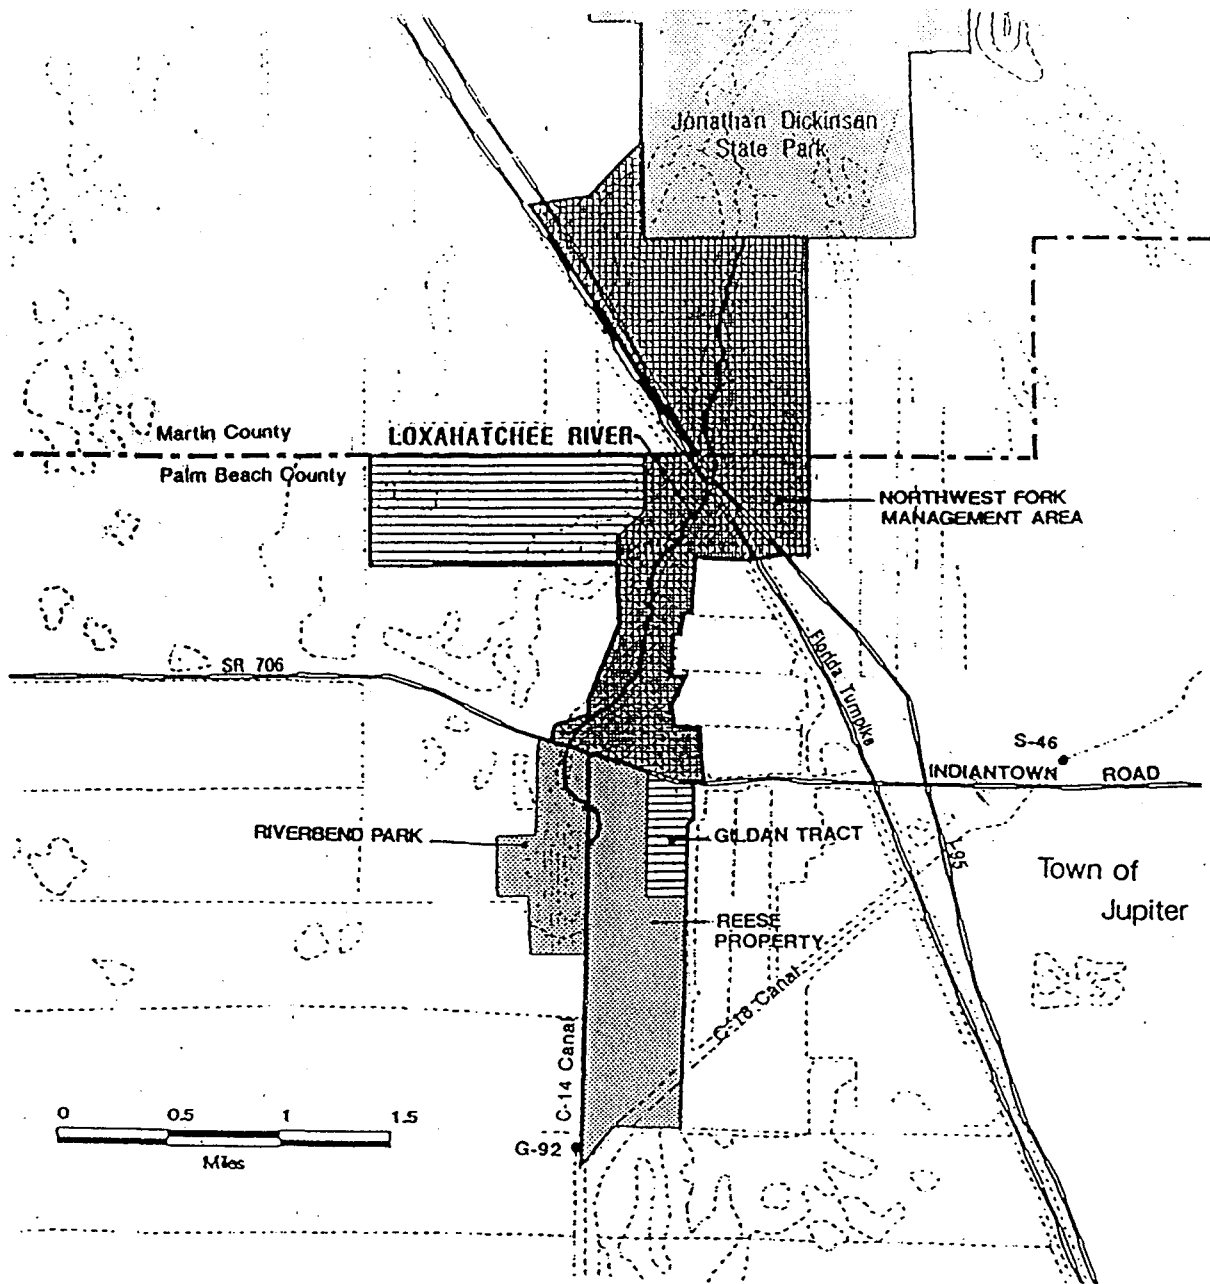 Jonathan Dickinson
State Park
Martin County
LOXAHATCHEE RIVER
Palm Beach County
NORTHWEST FORK
MANAGEMENT AREA
SR 706
Florida Turnpike
S-46
INDIANTOWN ROAD
RIVERBEND PARK
GILDAN TRACT
I-95
Town of
Jupiter
REESE
PROPERTY
C-18 Canal
C-14 Canal
0 0.5 1 1.5
Miles
G-92